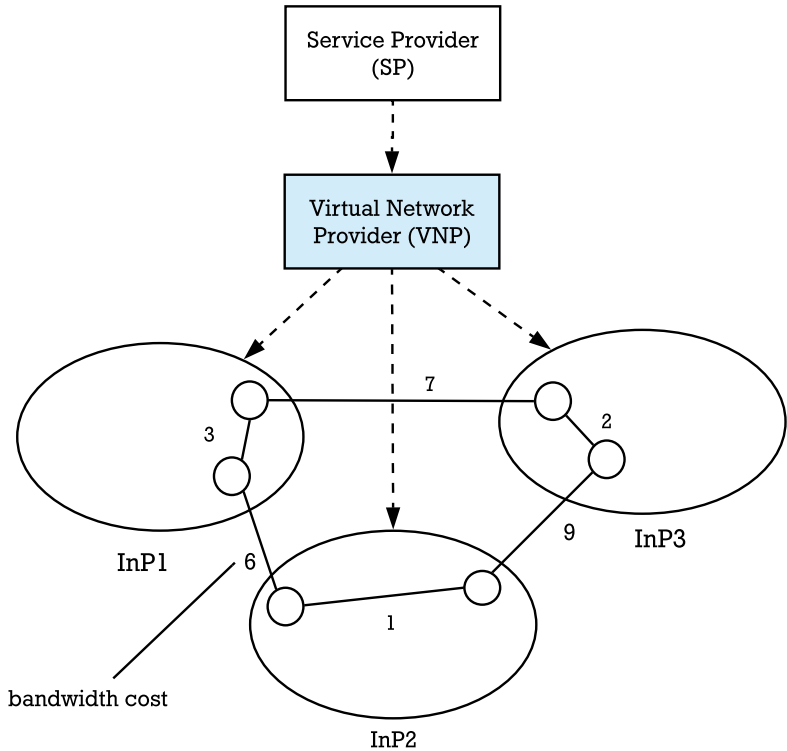 Service Provider
(SP)
Virtual Network
Provider (VNP)
7
3
2
InP1
6
9
InP3
1
bandwidth cost
InP2